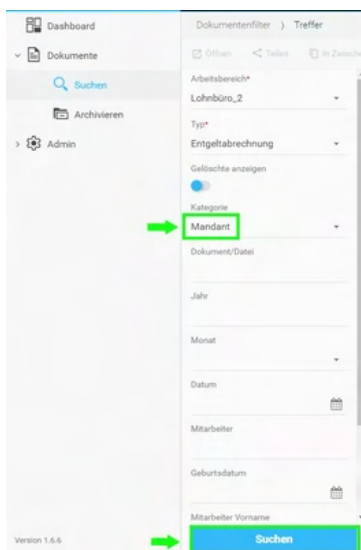 Dashboard
Dokumente
Suchen
Archivieren
Admin
Version 1.6.6
Dokumentenfilter ) Treffer
Öffnen Teilen In Zwische
Arbeitsbereich*
Lohnbüro_2
Typ*
Entgeltabrechnung
Gelöschte anzeigen
Kategorie
Mandant
Dokument/Datei
Jahr
Monat
Datum
Mitarbeiter
Geburtsdatum
Mitarbeiter Vorname
Suchen